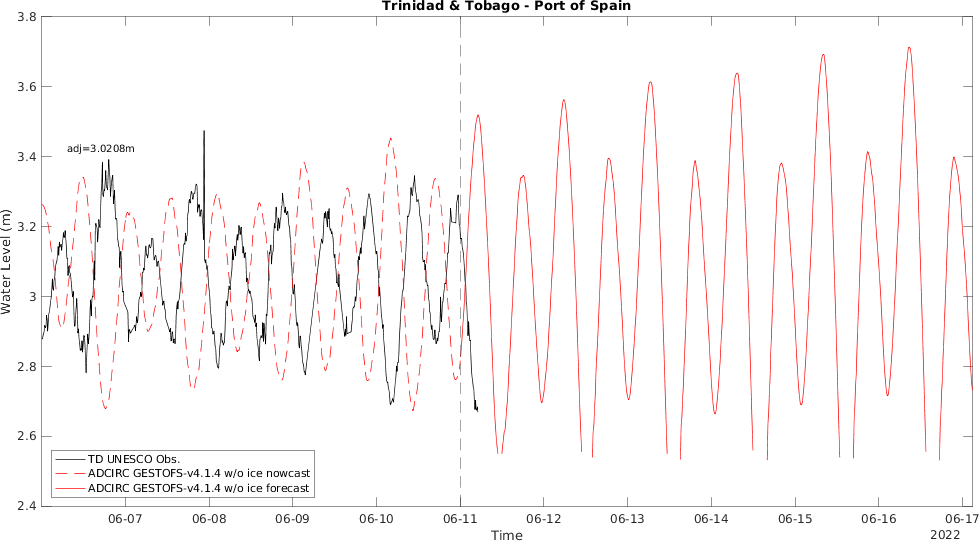 Trinidad & Tobago - Port of Spain
3.8
3.6
3.4
3.2
3
2.8
2.6
2.4
Water Level (m)
adj=3.0208m
TD UNESCO Obs.
ADCIRC GESTOFS-v4.1.4 w/o ice nowcast
ADCIRC GESTOFS-v4.1.4 w/o ice forecast
06-07 06-08 06-09 06-10 06-11 06-12 06-13 06-14 06-15 06-16 06-17
Time
2022